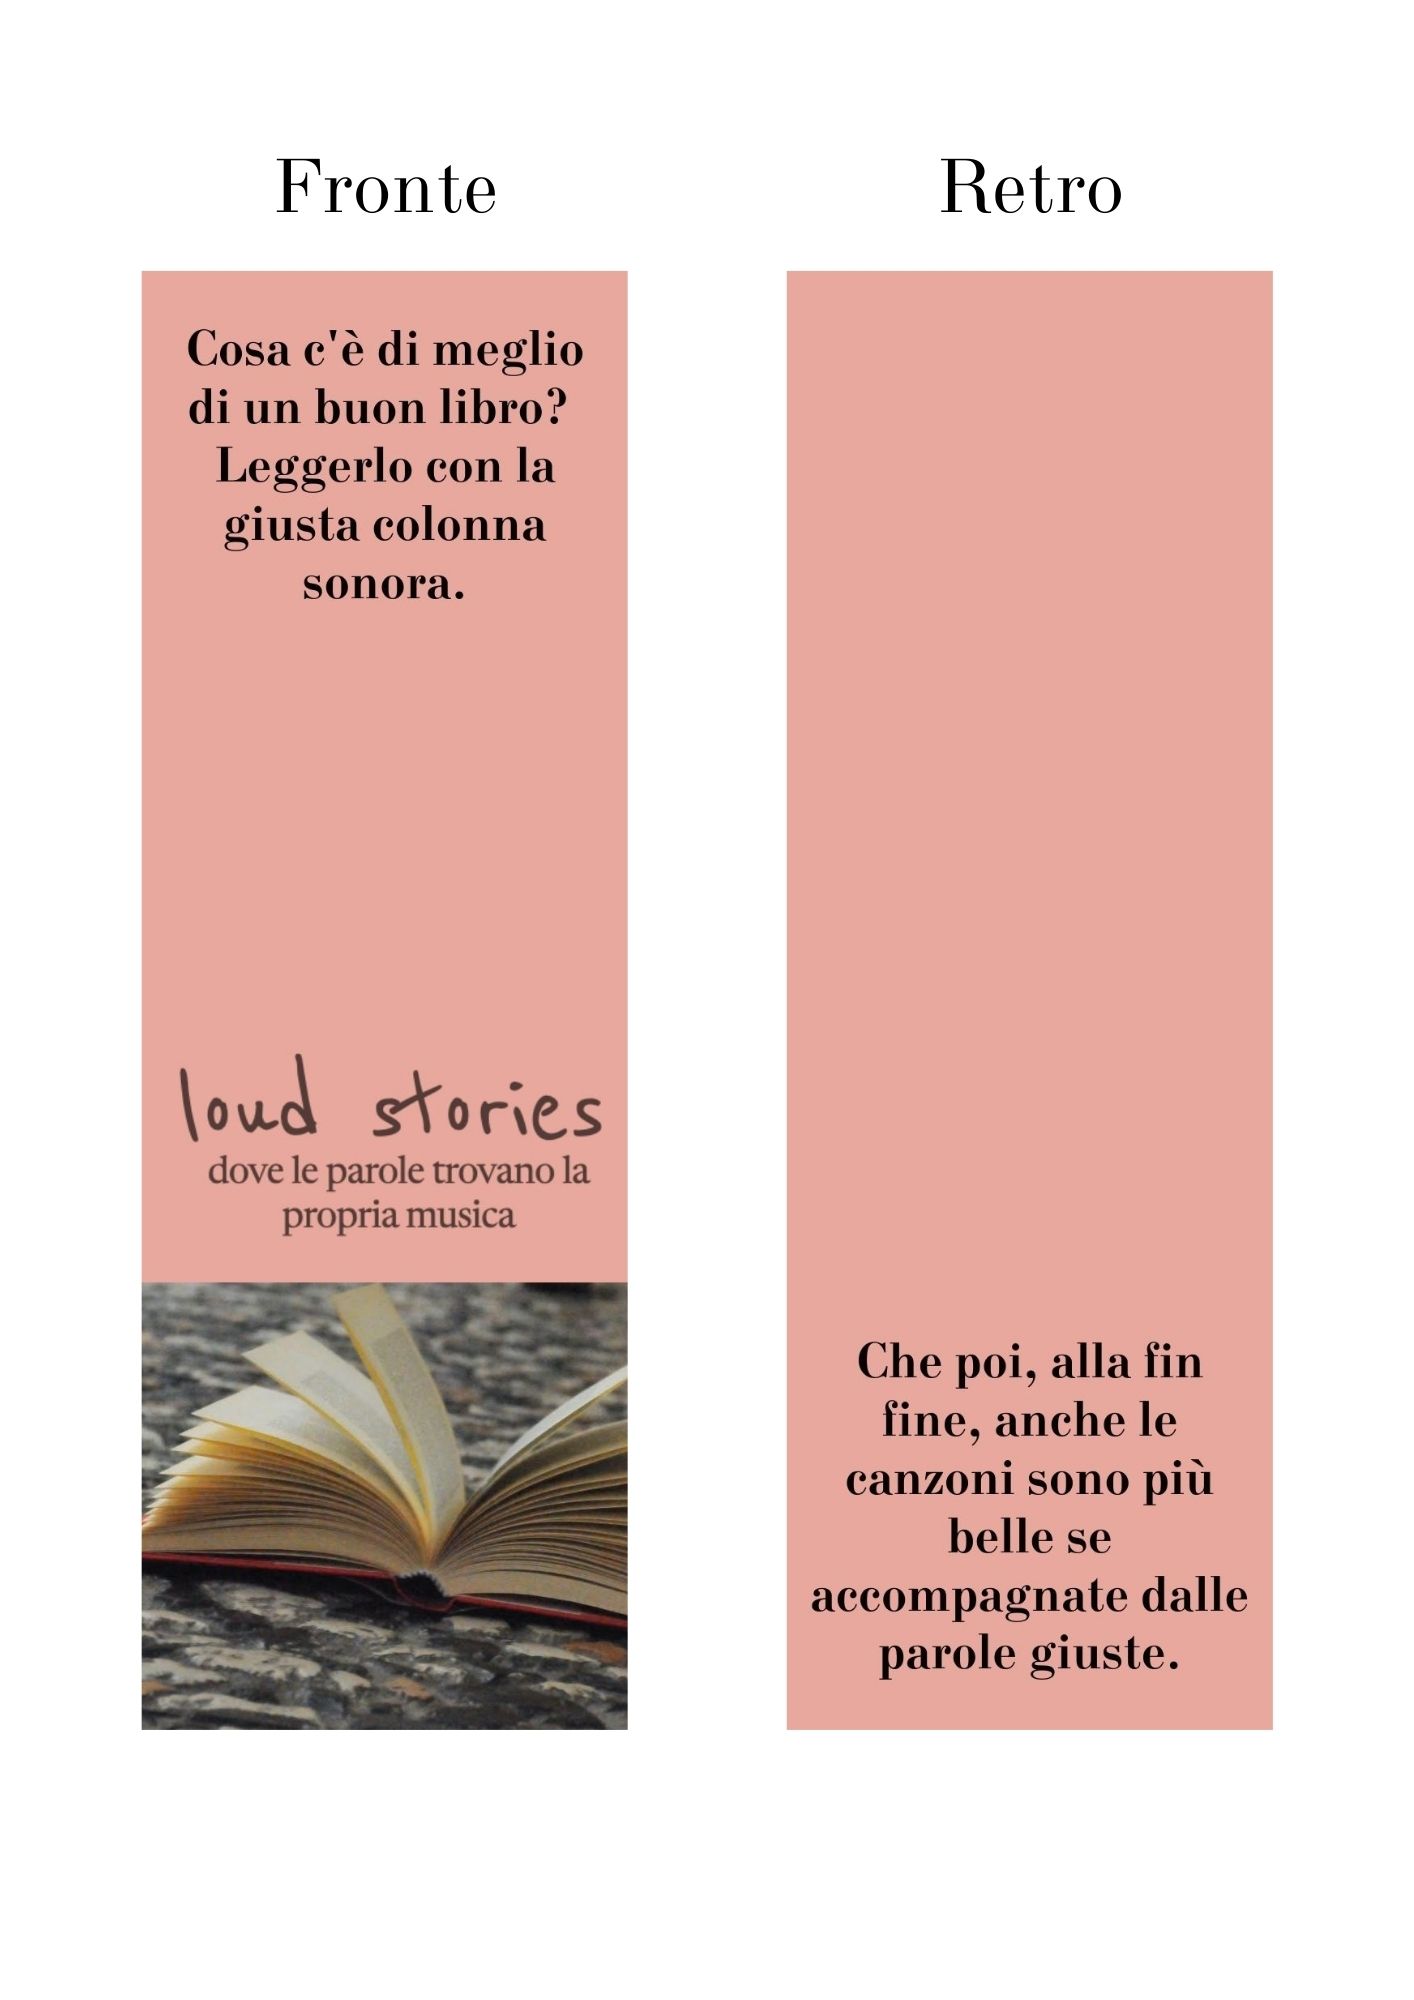 Fronte
Cosa c'è di meglio
di un buon libro?
Leggerlo con la
giusta colonna
sonora.
loud stories
dove le parole trovano la
propria musica
Retro
Che poi, alla fin
fine, anche le
canzoni sono più
belle se
accompagnate dalle
parole giuste.